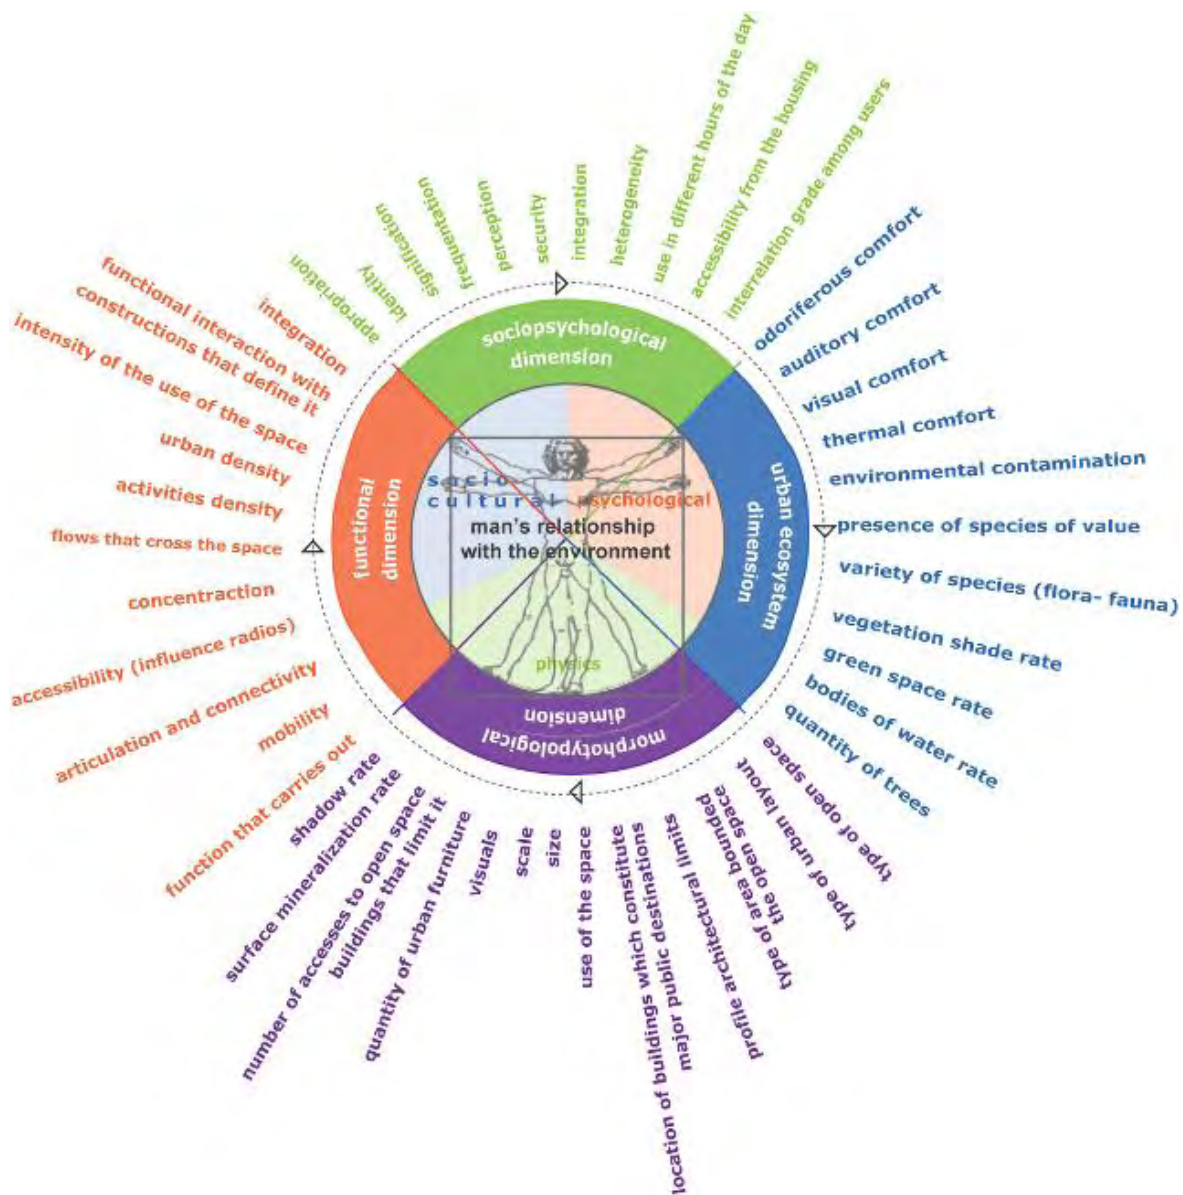 appropriation
identity
signification
frequentation
perception
security
integration
heterogeneity
use in different hours of the day
accessibility from the housing
interrelation grade among users
odoriferous comfort
auditory comfort
visual comfort
thermal comfort
environmental contamination
presence of species of value
variety of species (flora- fauna)
vegetation shade rate
green space rate
bodies of water rate
quantity of trees
type of open space
type of urban layout
type of area bounded
the open space
profile architectural limits
location of buildings which constitute
major public destinations
use of the space
size
scale
visuals
quantity of urban furniture
number of accesses to open space
buildings that limit it
surface mineralization rate
shadow rate
function that carries out
mobility
articulation and connectivity
accessibility (influence radios)
concentraction
flows that cross the space
activities density
urban density
intensity of the use of the space
functional interaction with
constructions that define it
integration
sociopsychological
dimension
urban ecosystem
dimension
morphotypological
dimension
functional
dimension
socio
cultural
psychological
man's relationship
with the environment
physics